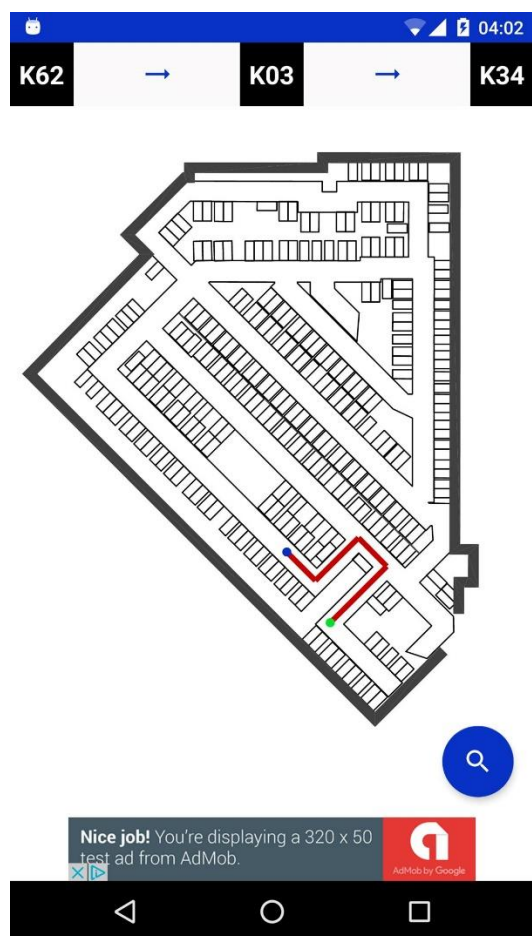 04:02
K62 → K03 → K34
Nice job! You're displaying a 320 x 50
test ad from AdMob.
AdMob by Google